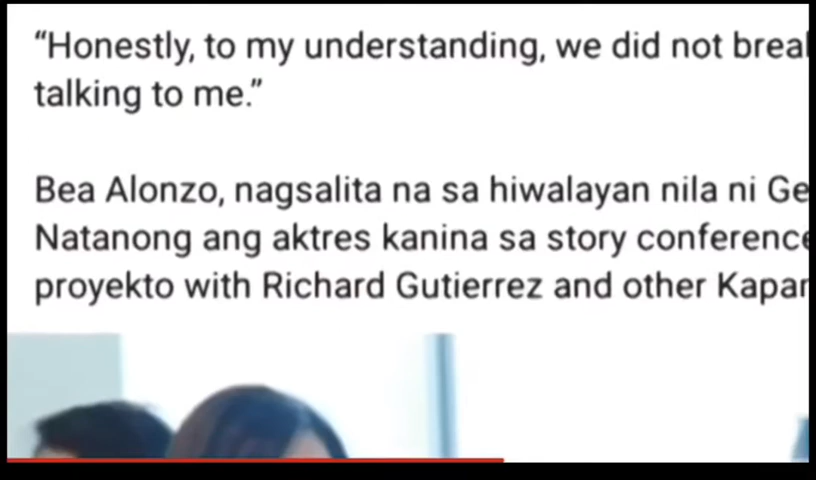 “Honestly, to my understanding, we did not
talking to me.”
Bea Alonzo, nagsalita na sa hiwalayan nila ni
Natanong ang aktres kanina sa story
proyekto with Richard Gutierrez and other